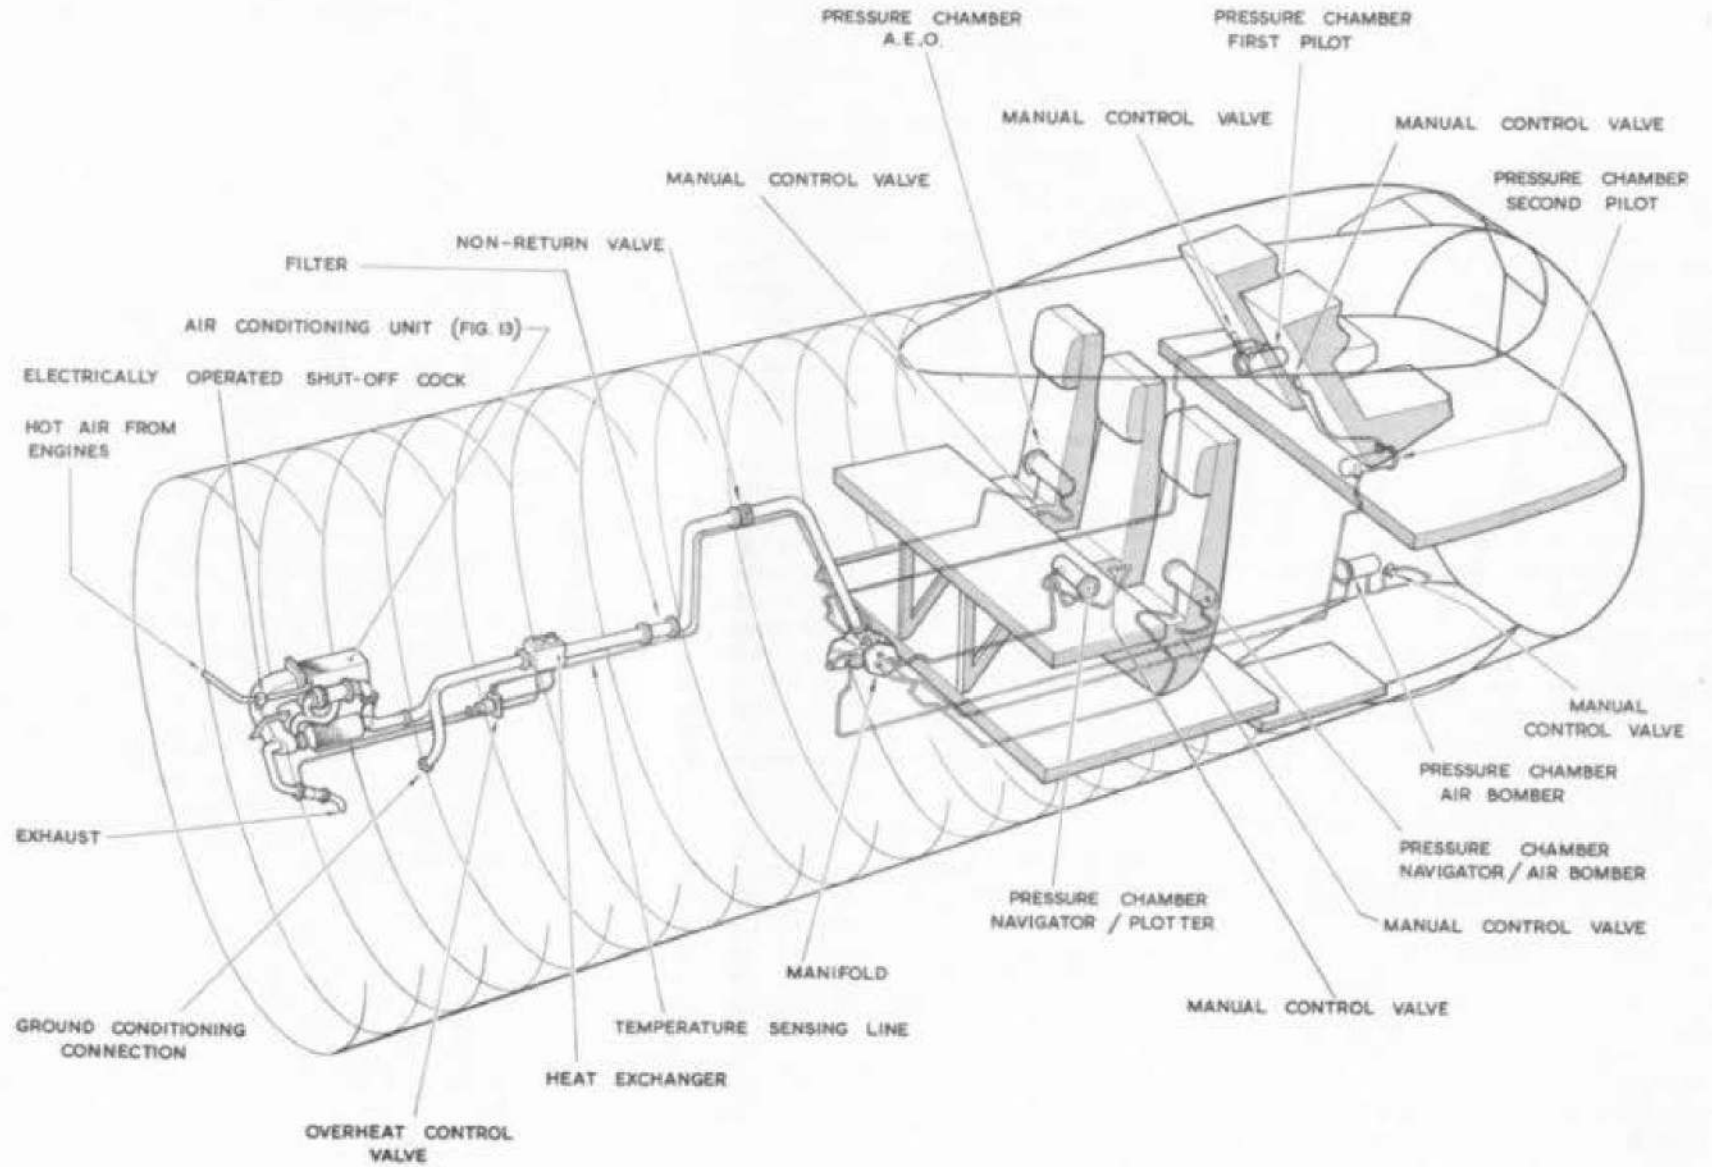 PRESSURE CHAMBER
A.E.O.
PRESSURE CHAMBER
FIRST PILOT
MANUAL CONTROL VALVE
MANUAL CONTROL VALVE
MANUAL CONTROL VALVE
PRESSURE CHAMBER
SECOND PILOT
NON-RETURN VALVE
FILTER
AIR CONDITIONING UNIT (FIG. 13)
ELECTRICALLY OPERATED SHUT-OFF COCK
HOT AIR FROM
ENGINES
MANUAL
CONTROL VALVE
PRESSURE CHAMBER
AIR BOMBER
EXHAUST
PRESSURE CHAMBER
NAVIGATOR / AIR BOMBER
PRESSURE CHAMBER
NAVIGATOR / PLOTTER
MANUAL CONTROL VALVE
MANIFOLD
MANUAL CONTROL VALVE
GROUND CONDITIONING
CONNECTION
TEMPERATURE SENSING LINE
HEAT EXCHANGER
OVERHEAT CONTROL
VALVE